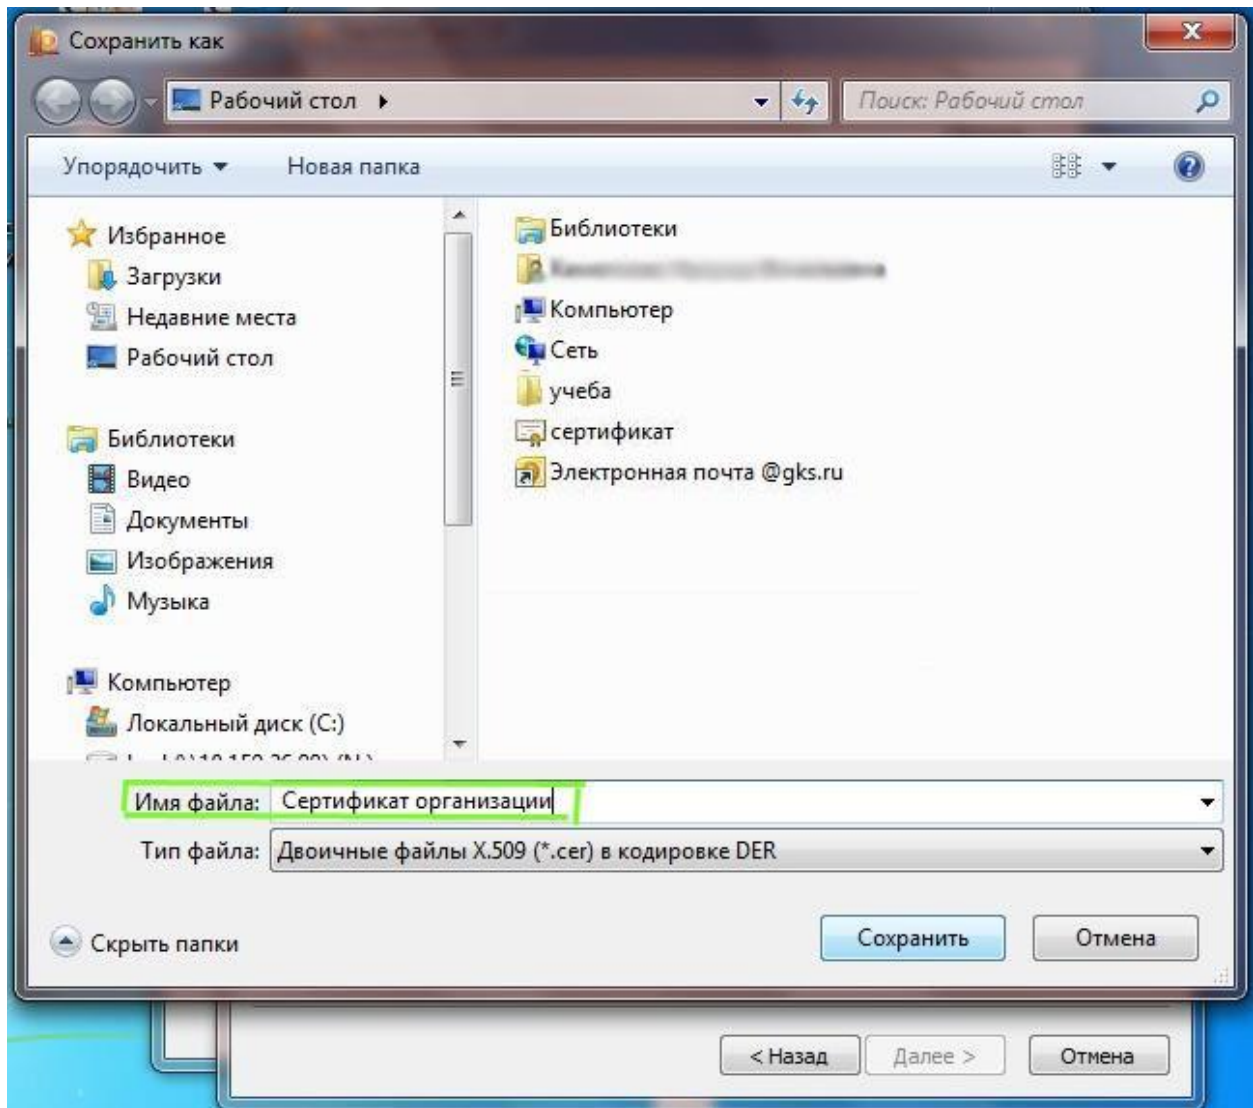 Сохранить как
Рабочий стол
Поиск: Рабочий стол
Упорядочить
Новая папка
Избранное
Загрузки
Недавние места
Рабочий стол
Библиотеки
Видео
Документы
Изображения
Музыка
Компьютер
Локальный диск (C:)
Библиотеки
Компьютер
Сеть
учеба
сертификат
Электронная почта @gks.ru
Имя файла: Сертификат организации
Тип файла: Двоичные файлы X.509 (*.cer) в кодировке DER
Скрыть папки
Сохранить
Отмена
< Назад
Далее >
Отмена